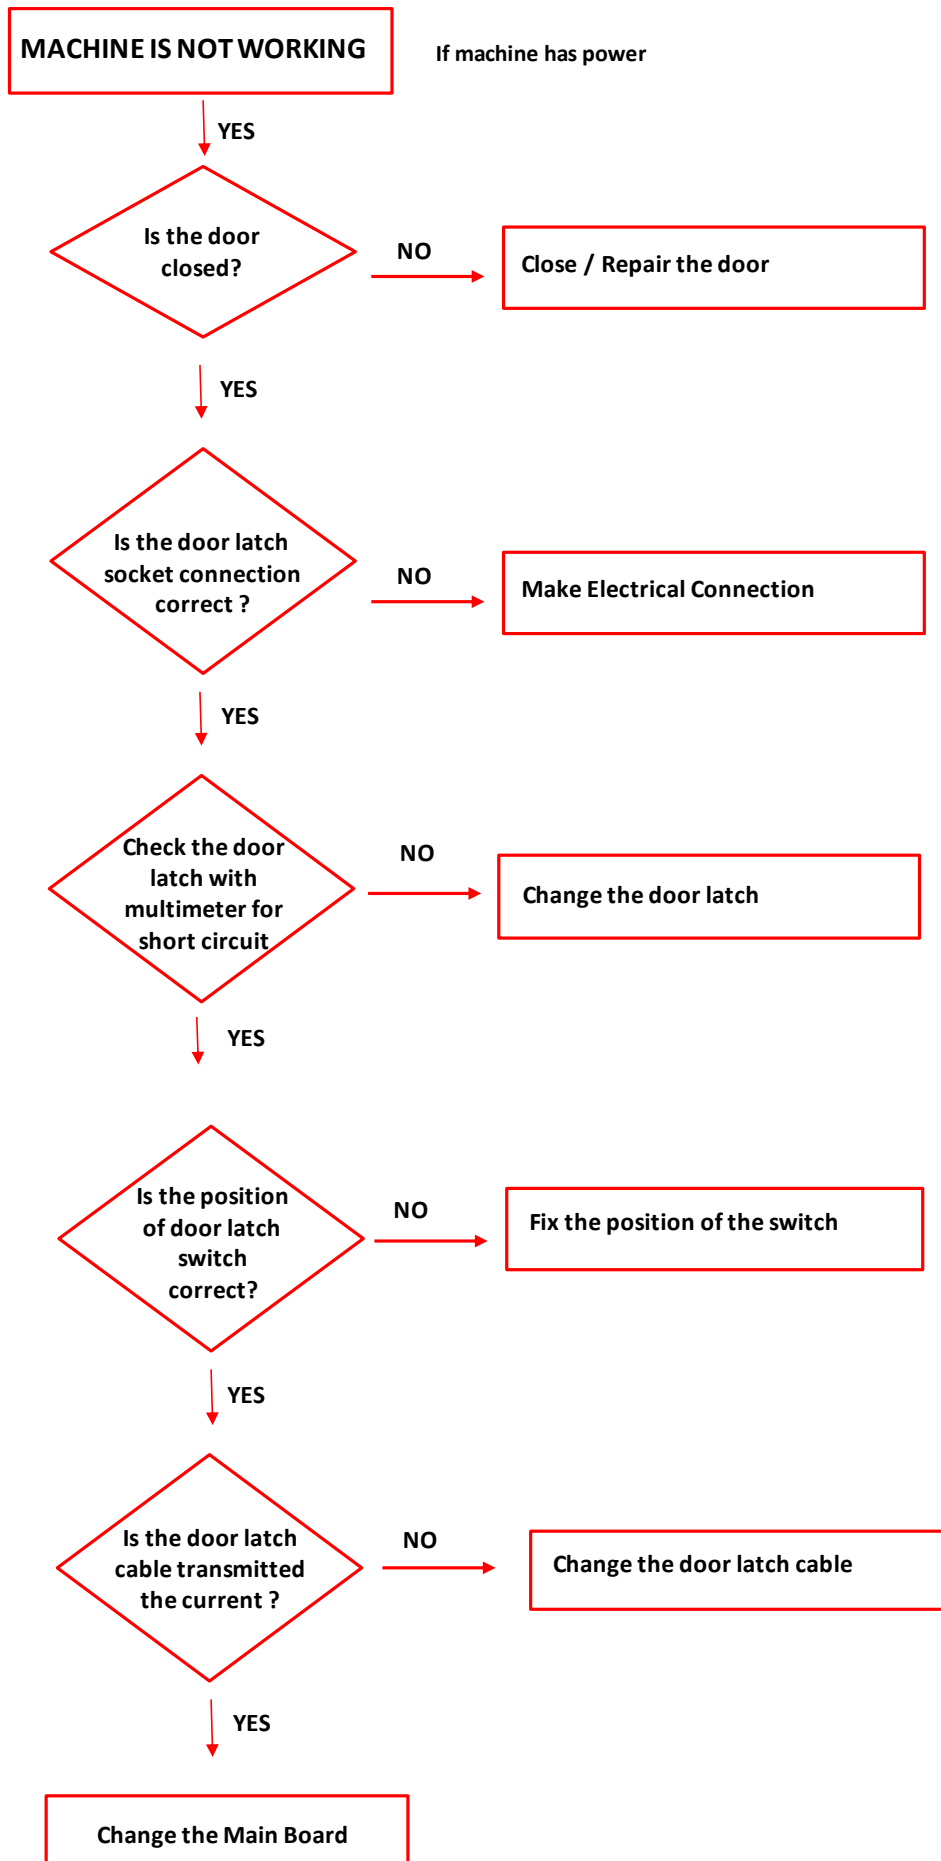 MACHINE IS NOT WORKING
If machine has power
YES
Is the door
closed?
NO
Close / Repair the door
YES
Is the door latch
socket connection
correct ?
NO
Make Electrical Connection
YES
Check the door
latch with
multimeter for
short circuit
NO
Change the door latch
YES
Is the position
of door latch
switch
correct?
NO
Fix the position of the switch
YES
Is the door latch
cable transmitted
the current ?
NO
Change the door latch cable
YES
Change the Main Board